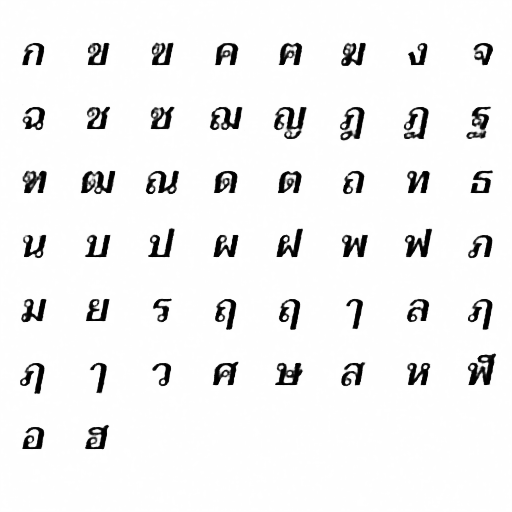 ก ข ฃ ค ฅ ฆ ง จ
ฉ ช ซ ฌ ญ ฎ ฏ ฐ
ฑ ฒ ณ ด ต ถ ท ธ
น บ ป ผ ฝ พ ฟ ภ
ม ย ร ฤ ฤ ๅ ล ฦ
ฦ ๅ ว ศ ษ ส ห ฬ
อ ฮ